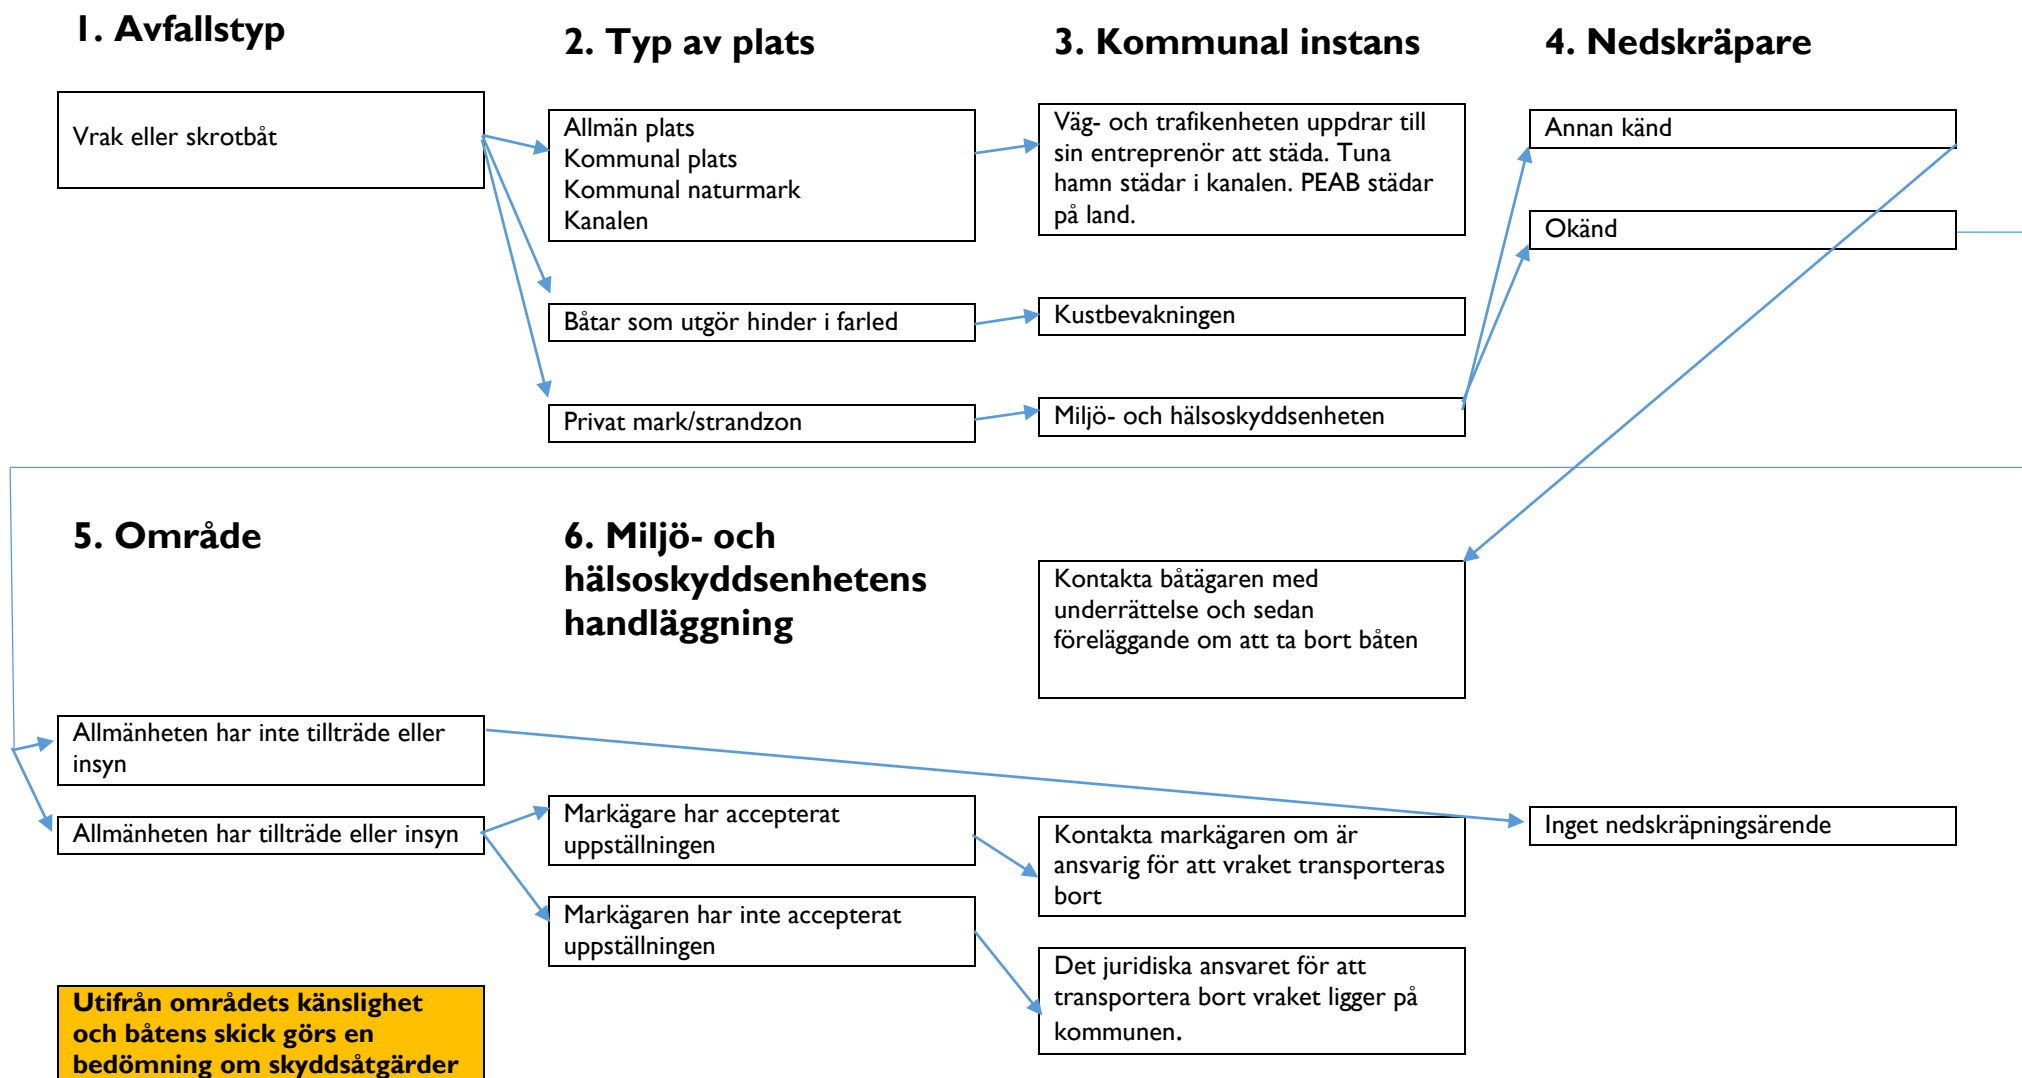 1. Avfallstyp
2. Typ av plats
3. Kommunal instans
4. Nedskräpare
Vrak eller skrotbåt
Allmän plats
Kommunal plats
Kommunal naturmark
Kanalen
Väg- och trafikenheten uppdrar till
sin entreprenör att städa. Tuna
hamn städar i kanalen. PEAB städar
på land.
Annan känd
Okänd
Båtar som utgör hinder i farled
Kustbevakningen
Privat mark/strandzon
Miljö- och hälsoskyddsenheten
5. Område
6. Miljö- och
hälsoskyddsenhetens
handläggning
Kontakta båtägaren med
underrättelse och sedan
föreläggande om att ta bort båten
Allmänheten har inte tillträde eller
insyn
Allmänheten har tillträde eller insyn
Markägare har accepterat
uppställningen
Markägaren har inte accepterat
uppställningen
Kontakta markägaren om är
ansvarig för att vraket transporteras
bort
Det juridiska ansvaret för att
transportera bort vraket ligger på
kommunen.
Inget nedskräpningsärende
Utifrån områdets känslighet
och båtens skick görs en
bedömning om skyddsåtgärder